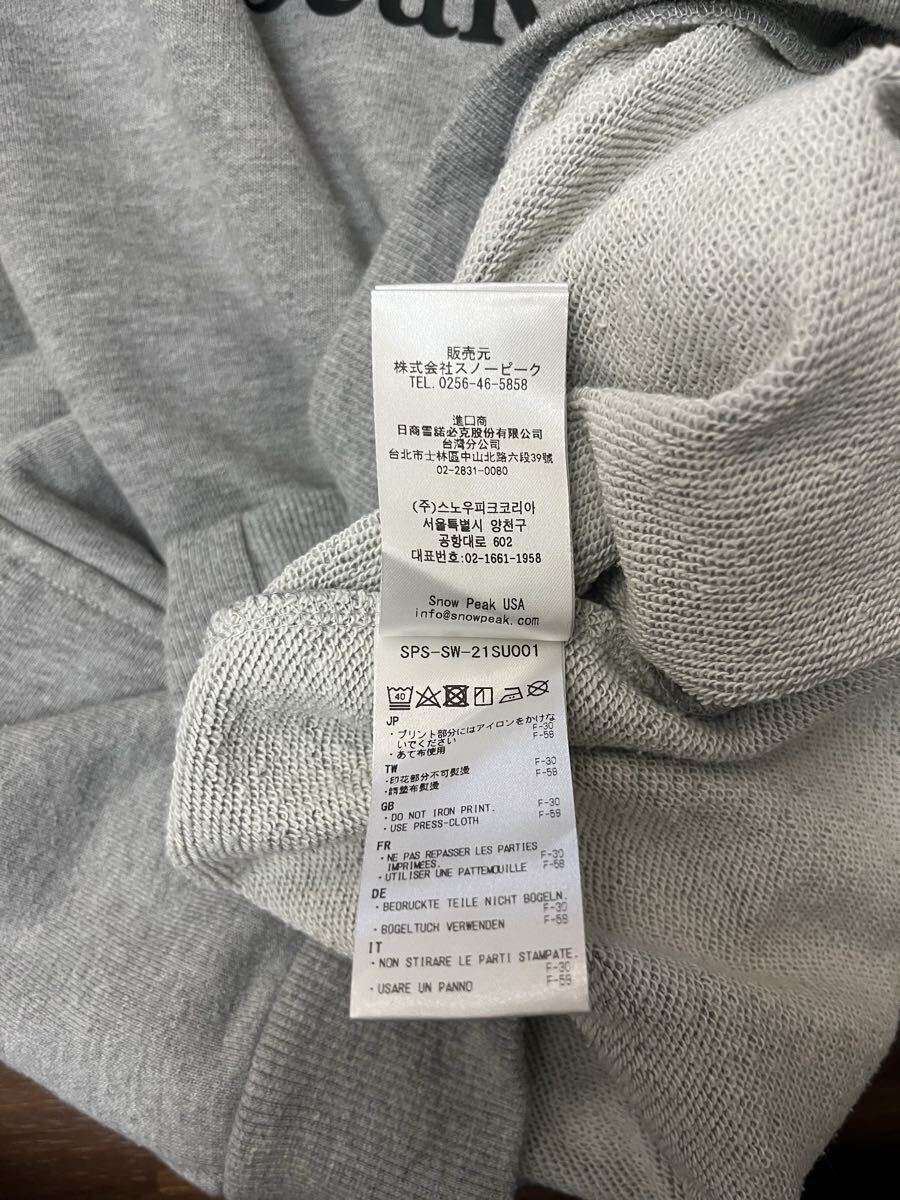 販売元
株式会社スノーピーク
TEL.0256-46-5858
進口商
日商雪諾必克股份有限公司
台灣分公司
台北市士林區中山北路六段39號
02-2831-0080
(주)스노우피크코리아
서울특별시 양천구
공항대로 602
대표번호:02-1661-1958
Snow Peak USA
info@snowpeak.com
SPS-SW-21SU001
40
JP
・プリント部分にはアイロンをかけな F-30
いでください F-58
・あて布使用
TW F-30
・印花部分不可熨燙 F-58
・請墊布熨燙
GB F-30
・DO NOT IRON PRINT. F-58
・USE PRESS-CLOTH
FR
・NE PAS REPASSER LES PARTIES F-30
IMPRIMEES. F-58
・UTILISER UNE PATTEMOUILLE
DE
・BEDRUCKTE TEILE NICHT BÖGELN.
F-30
・BÖGELTUCH VERWENDEN F-58
IT
・NON STIRARE LE PARTI STAMPATE.
F-30
・USARE UN PANNO F-58